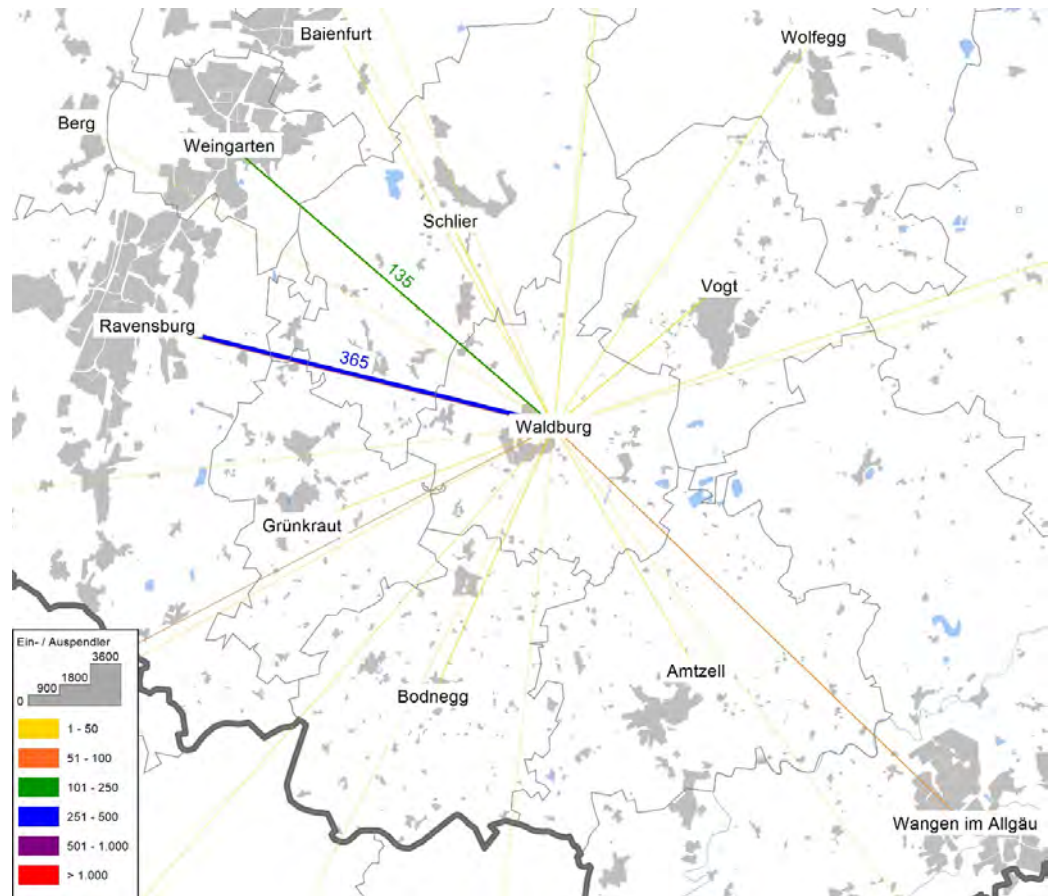 Baienfurt
Wolfegg
Berg
Weingarten
Schlier
135
Vogt
Ravensburg
365
Waldburg
Grünkraut
Ein- / Auspendler
3600
1800
900
0
1 - 50
51 - 100
101 - 250
251 - 500
501 - 1.000
> 1.000
Amtzell
Bodnegg
Wangen im Allgäu